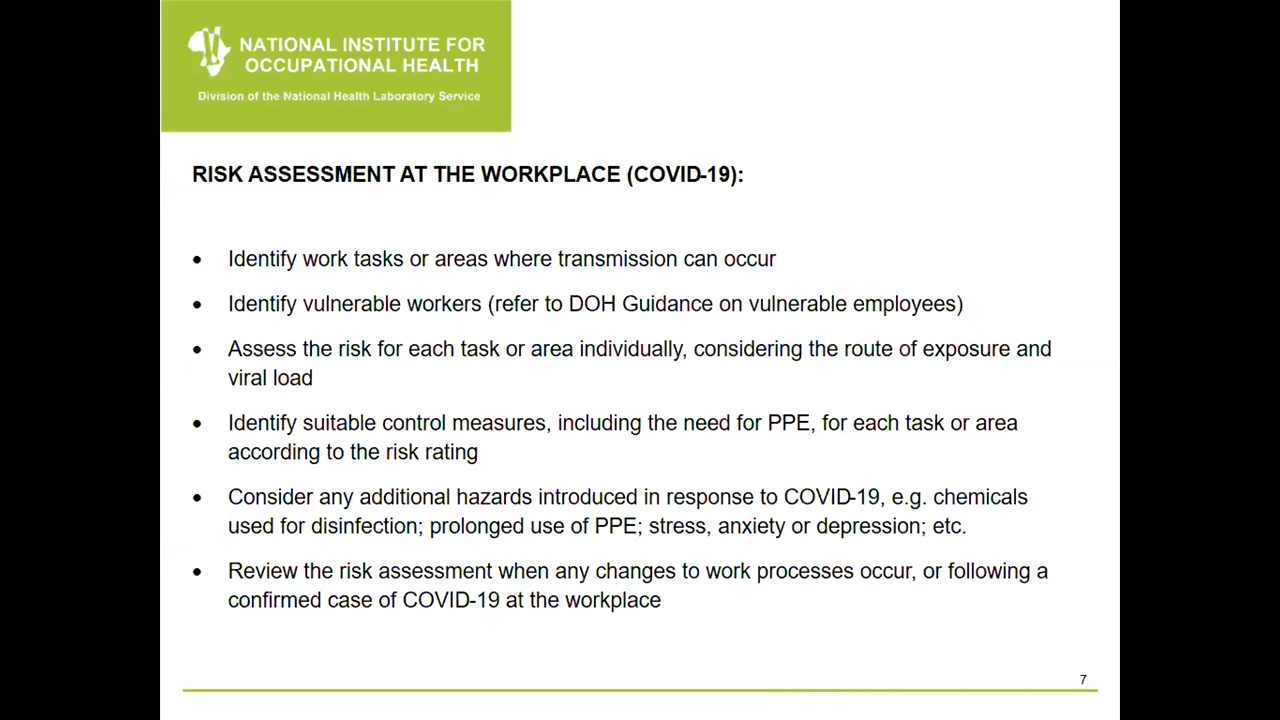 NATIONAL INSTITUTE FOR
OCCUPATIONAL HEALTH
Division of the National Health Laboratory Service
RISK ASSESSMENT AT THE WORKPLACE (COVID-19):
• Identify work tasks or areas where transmission can occur
• Identify vulnerable workers (refer to DOH Guidance on vulnerable employees)
• Assess the risk for each task or area individually, considering the route of exposure and
viral load
• Identify suitable control measures, including the need for PPE, for each task or area
according to the risk rating
• Consider any additional hazards introduced in response to COVID-19, e.g. chemicals
used for disinfection; prolonged use of PPE; stress, anxiety or depression; etc.
• Review the risk assessment when any changes to work processes occur, or following a
confirmed case of COVID-19 at the workplace
7